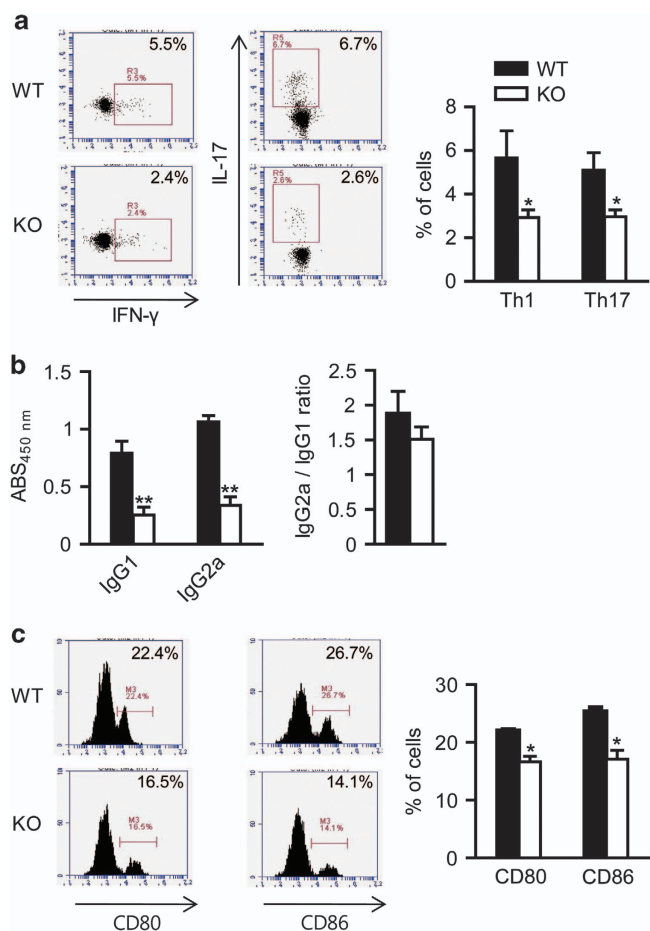 a
5.5%
R3
5.5%
WT
6.7%
R5
6.7%
2.4%
R3
2.4%
KO
2.6%
R5
2.6%
IFN-γ
IL-17
WT
KO
% of cells
8
6
4
2
0
*
*
Th1
Th17
b
ABS450 nm
1.5
1
0.5
0
**
**
IgG1
IgG2a
IgG2a / IgG1 ratio
2.5
2
1.5
1
0.5
0
c
WT
22.4%
M3
22.4%
26.7%
M3
26.7%
KO
16.5%
M3
16.5%
14.1%
M3
14.1%
CD80
CD86
% of cells
30
20
10
0
*
*
CD80
CD86